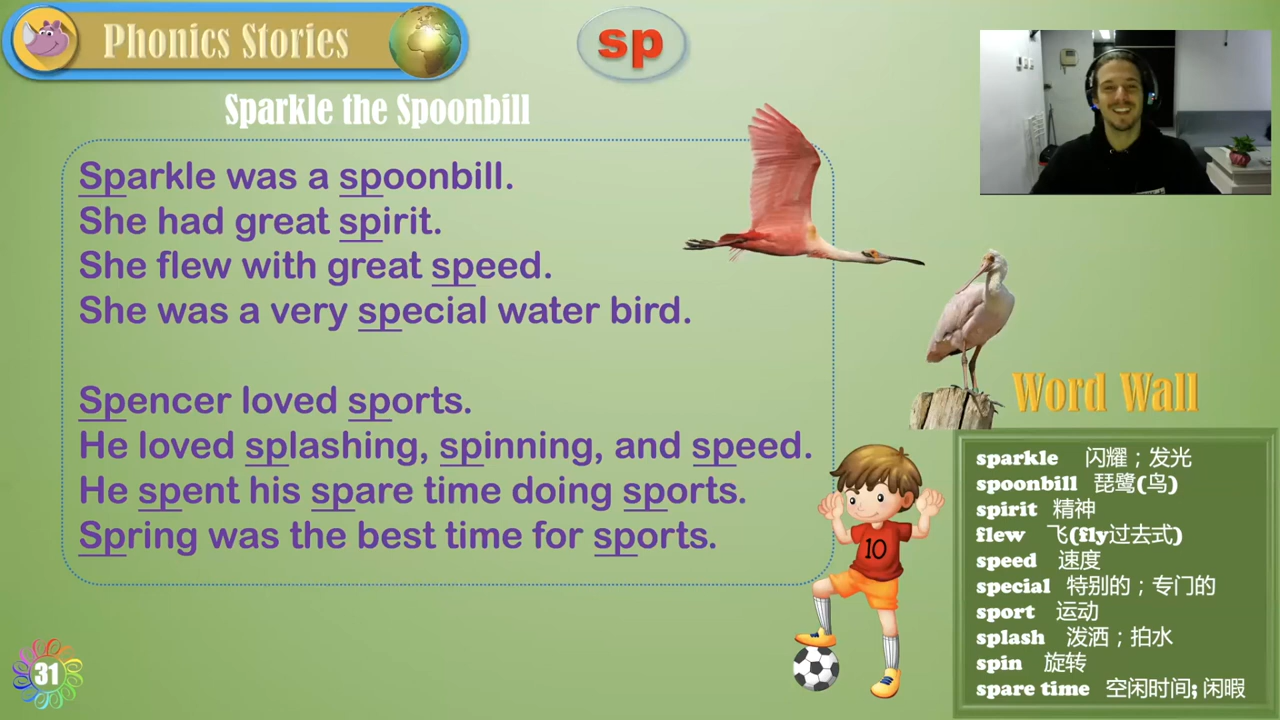 Phonics Stories
sp
Sparkle the Spoonbill
Sparkle was a spoonbill.
She had great spirit.
She flew with great speed.
She was a very special water bird.
Spencer loved sports.
He loved splashing, spinning, and speed.
He spent his spare time doing sports.
Spring was the best time for sports.
10
Word Wall
sparkle 闪耀；发光
spoonbill 琵鹭(鸟)
spirit 精神
flew 飞(fly过去式)
speed 速度
special 特别的；专门的
sport 运动
splash 泼洒；拍水
spin 旋转
spare time 空闲时间; 闲暇
31